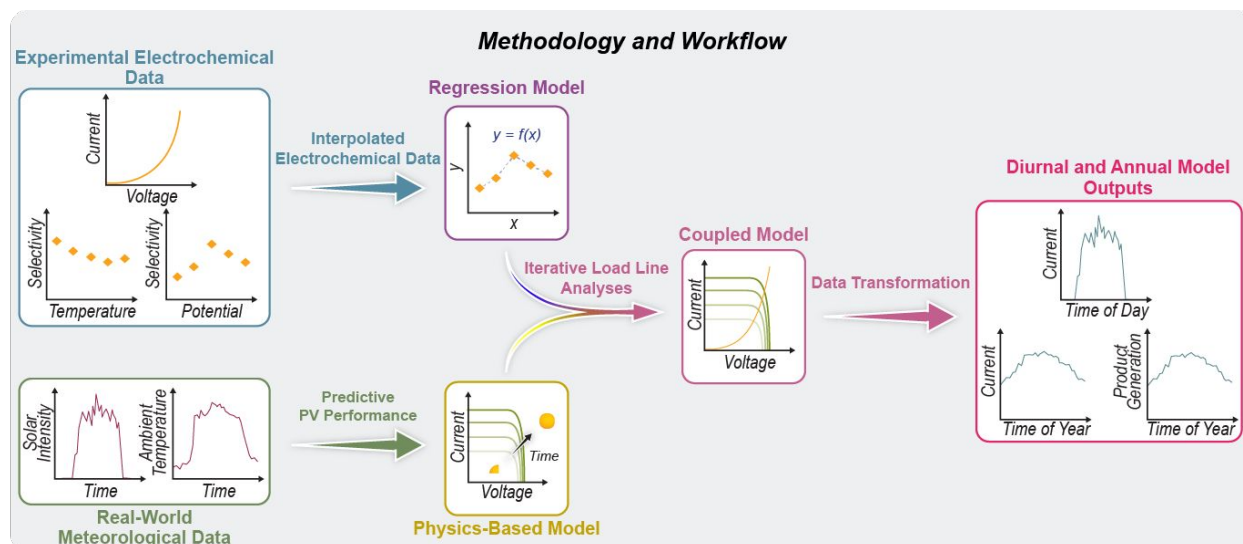 Methodology and Workflow
Experimental Electrochemical
Data
Current
Voltage
Selectivity
Temperature
Selectivity
Potential
Interpolated
Electrochemical Data
Regression Model
y = f(x)
y
x
Real-World
Meteorological Data
Solar
Intensity
Time
Ambient
Temperature
Time
Predictive
PV Performance
Physics-Based Model
Current
Time
Voltage
Iterative Load Line
Analyses
Coupled Model
Current
Voltage
Data Transformation
Diurnal and Annual Model
Outputs
Current
Time of Day
Current
Time of Year
Product
Generation
Time of Year